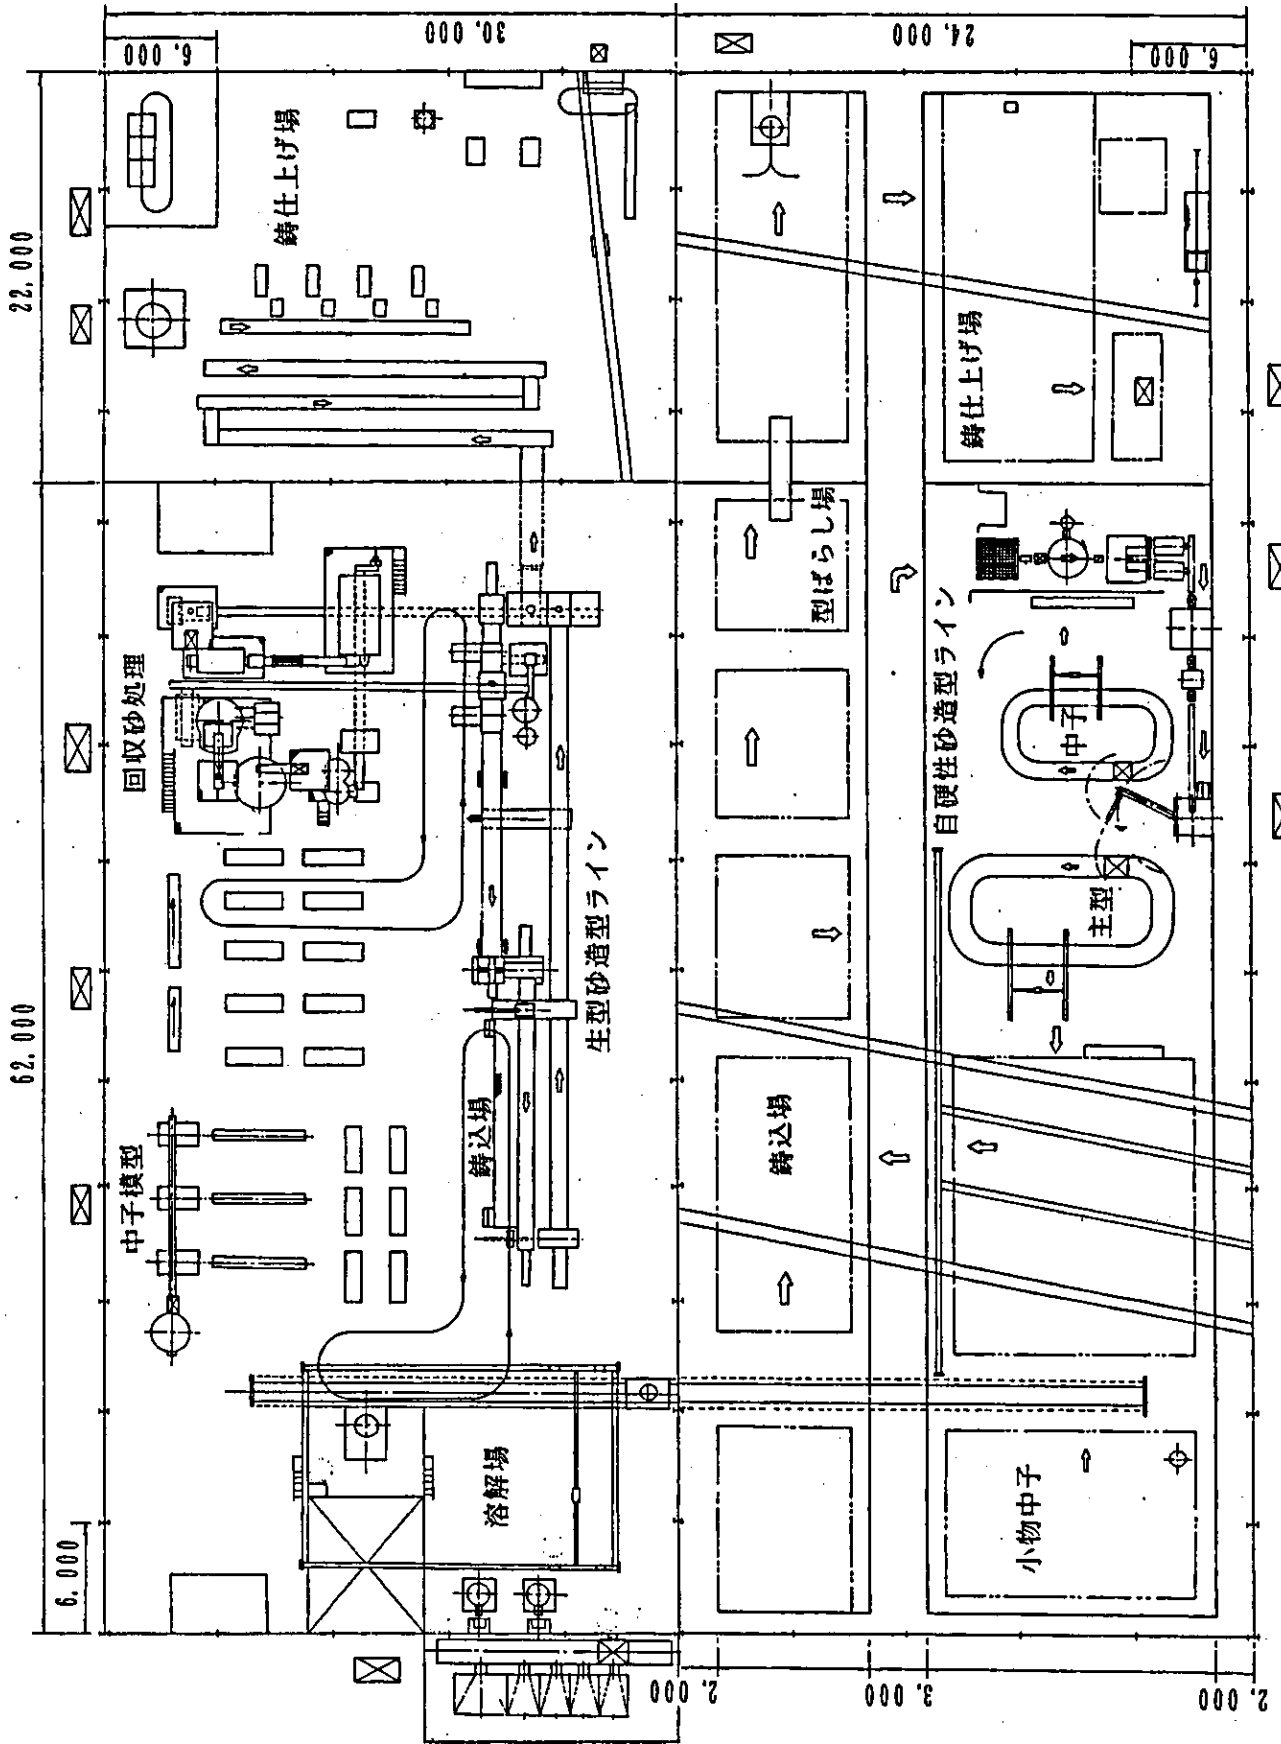 6.000
62.000
22.000
6.000
30.000
24.000
6.000
2.000
3.000
2.000
中子模型
回収砂処理
鋳仕上げ場
溶解場
鋳込場
生型砂造型ライン
鋳込場
型ばらし場
小物中子
主型
中子
自硬性砂造型ライン
鋳仕上げ場